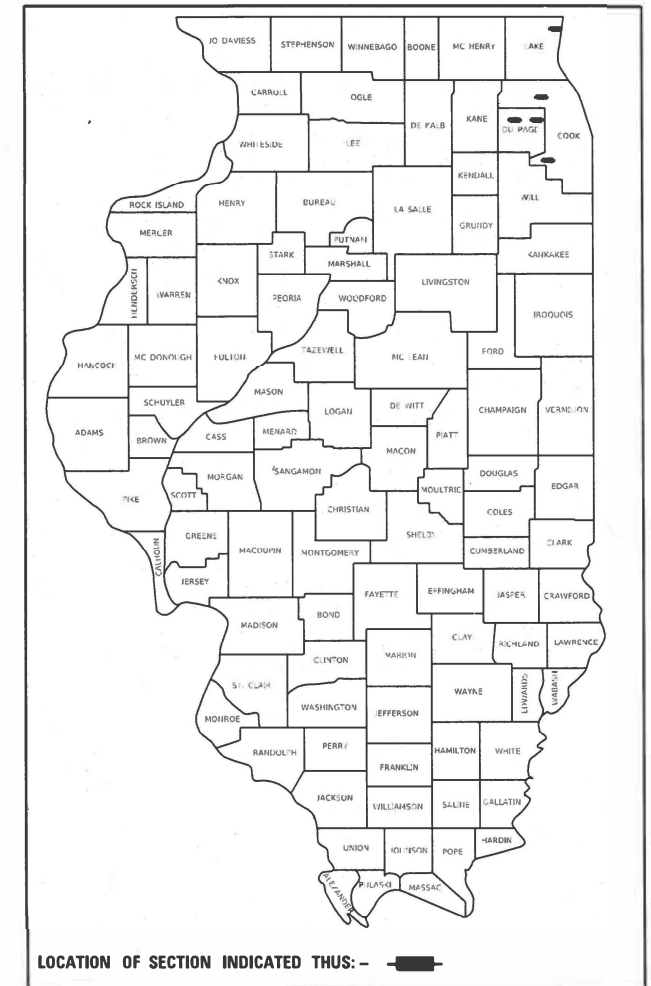 JO DAVIESS STEPHENSON WINNEBAGO BOONE MC HENRY LAKE
CARROLL OGLE DE KALB KANE DU PAGE COOK
WHITESIDE LEE
KENDALL WILL
ROCK ISLAND HENRY BUREAU LA SALLE GRUNDY
MERCER PUTNAM
STARK MARSHALL KANKAKEE
HENDERSON WARREN KNOX PEORIA WOODFORD LIVINGSTON
IROQUOIS
HANCOCK MC DONOUGH FULTON TAZEWELL MC LEAN FORD
MASON
SCHUYLER LOGAN DE WITT CHAMPAIGN VERMILION
ADAMS BROWN CASS MENARD MACON PIATT
PIKE SCOTT MORGAN SANGAMON MOULTRIE DOUGLAS EDGAR
CHRISTIAN COLES
CALHOUN GREENE MACOUPIN MONTGOMERY SHELBY CUMBERLAND CLARK
JERSEY FAYETTE EFFINGHAM JASPER CRAWFORD
MADISON BOND
CLINTON MARION CLAY RICHLAND LAWRENCE
ST. CLAIR WAYNE EDWARDS WABASH
MONROE WASHINGTON JEFFERSON
RANDOLPH PERRY HAMILTON WHITE
FRANKLIN
JACKSON WILLIAMSON SALINE GALLATIN
UNION JOHNSON POPE HARDIN
ALEXANDER PULASKI MASSAC
LOCATION OF SECTION INDICATED THUS:-